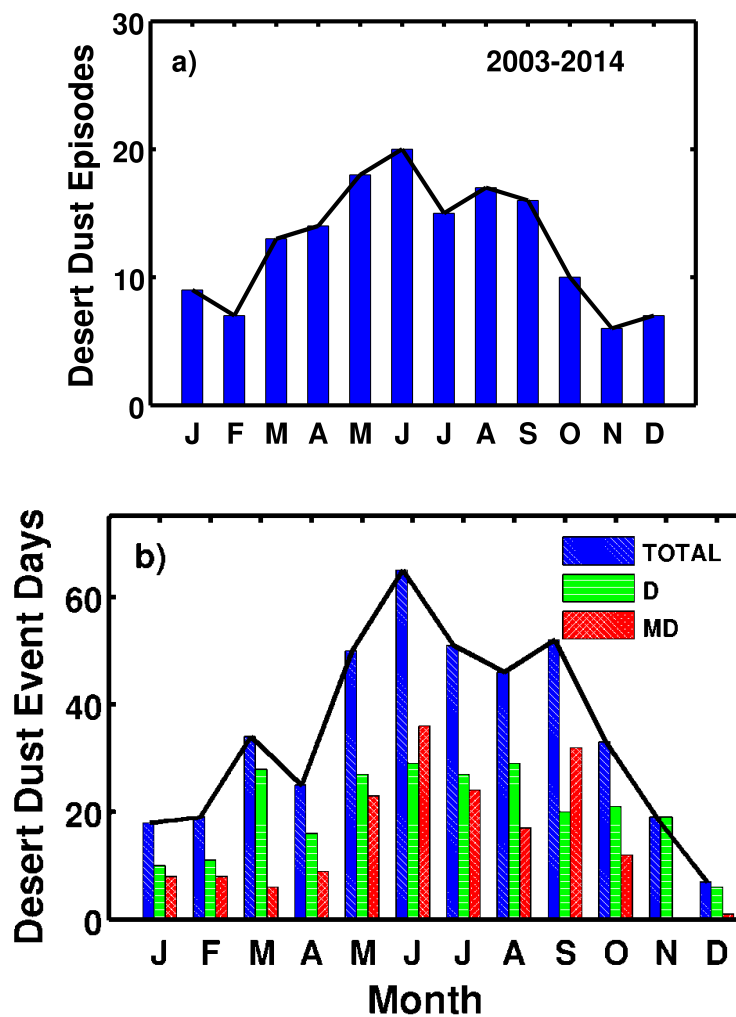 Desert Dust Episodes
30
20
10
0
a)
2003-2014
J F M A M J J A S O N D
Desert Dust Event Days
60
40
20
0
b)
TOTAL
D
MD
J F M A M J J A S O N D
Month